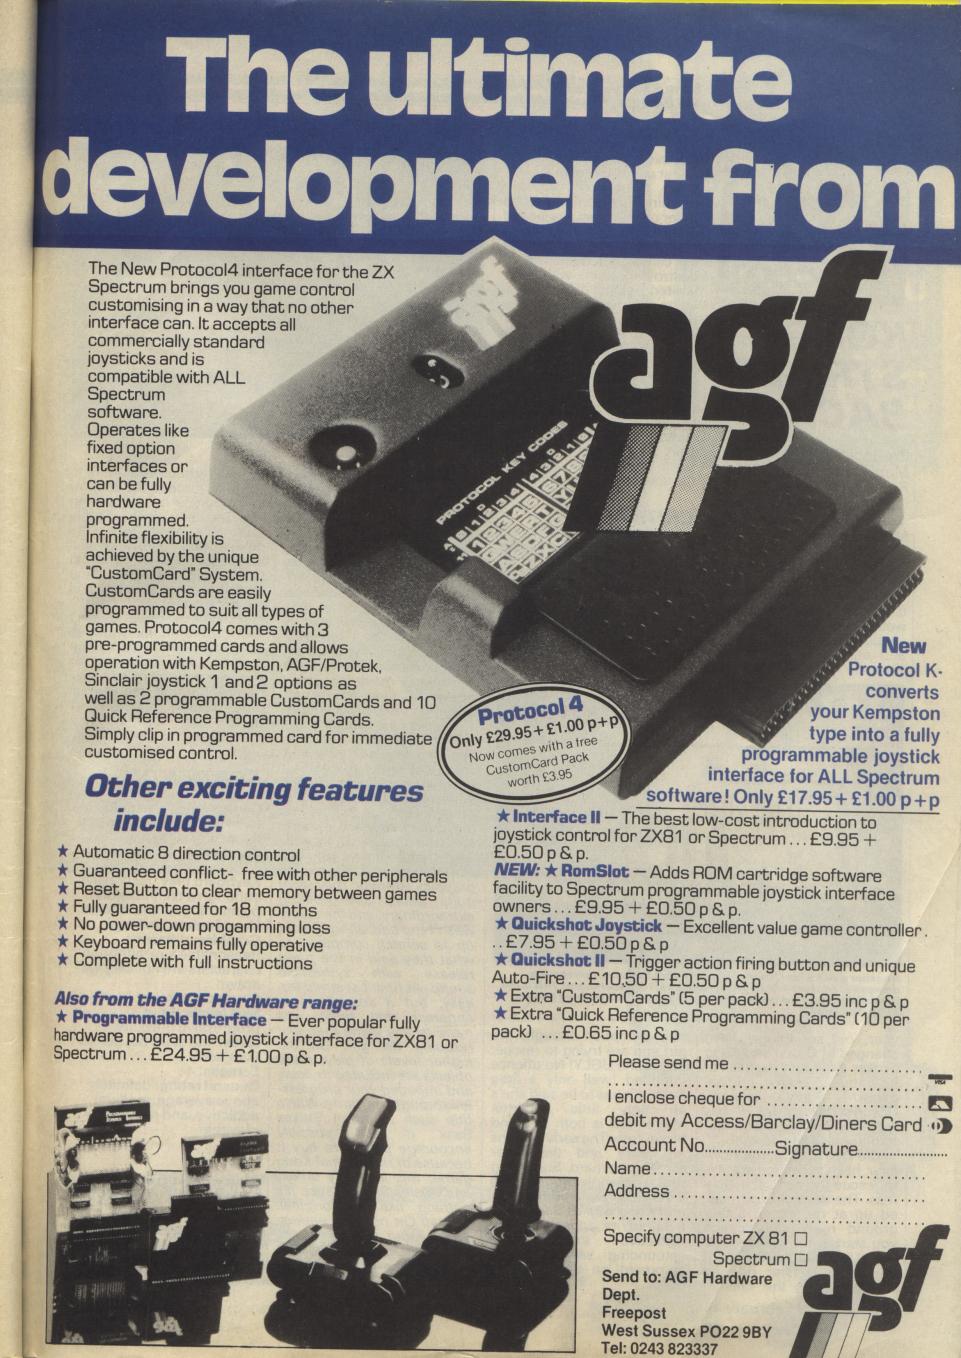 The ultimate
development from
agf
The New Protocol4 interface for the ZX
Spectrum brings you game control
customising in a way that no other
interface can. It accepts all
commercially standard
joysticks and is
compatible with ALL
Spectrum
software.
Operates like
fixed option
interfaces or
can be fully
hardware
programmed.
Infinite flexibility is
achieved by the unique
"CustomCard" System.
CustomCards are easily
programmed to suit all types of
games. Protocol4 comes with 3
pre-programmed cards and allows
operation with Kempston, AGF/Protek,
Sinclair joystick 1 and 2 options as
well as 2 programmable CustomCards and 10
Quick Reference Programming Cards.
Simply clip in programmed card for immediate
customised control.
PROTOCOL KEY CODES
Protocol 4
Only £29.95 + £1.00 p+p
Now comes with a free
CustomCard Pack
worth £3.95
New
Protocol K-
converts
your Kempston
type into a fully
programmable joystick
interface for ALL Spectrum
software! Only £17.95 + £1.00 p+p
Other exciting features
include:
★ Automatic 8 direction control
★ Guaranteed conflict- free with other peripherals
★ Reset Button to clear memory between games
★ Fully guaranteed for 18 months
★ No power-down progamming loss
★ Keyboard remains fully operative
★ Complete with full instructions
Also from the AGF Hardware range:
★ Programmable Interface — Ever popular fully
hardware programmed joystick interface for ZX81 or
Spectrum ... £24.95 + £1.00 p & p.
★ Interface II — The best low-cost introduction to
joystick control for ZX81 or Spectrum ... £9.95 +
£0.50 p & p.
NEW: ★ RomSlot — Adds ROM cartridge software
facility to Spectrum programmable joystick interface
owners ... £9.95 + £0.50 p & p.
★ Quickshot Joystick — Excellent value game controller .
. . £7.95 + £0.50 p & p
★ Quickshot II — Trigger action firing button and unique
Auto-Fire ... £10.50 + £0.50 p & p
★ Extra "CustomCards" (5 per pack) ... £3.95 inc p & p
★ Extra "Quick Reference Programming Cards" (10 per
pack) ... £0.65 inc p & p
Please send me ..............................
..............................
I enclose cheque for ..............................
debit my Access/Barclay/Diners Card
VISA
Account No....................Signature.........................
Name..............................
Address ..............................
..............................
Specify computer ZX 81 □
Spectrum □
Send to: AGF Hardware
Dept.
Freepost
West Sussex PO22 9BY
Tel: 0243 823337
agf